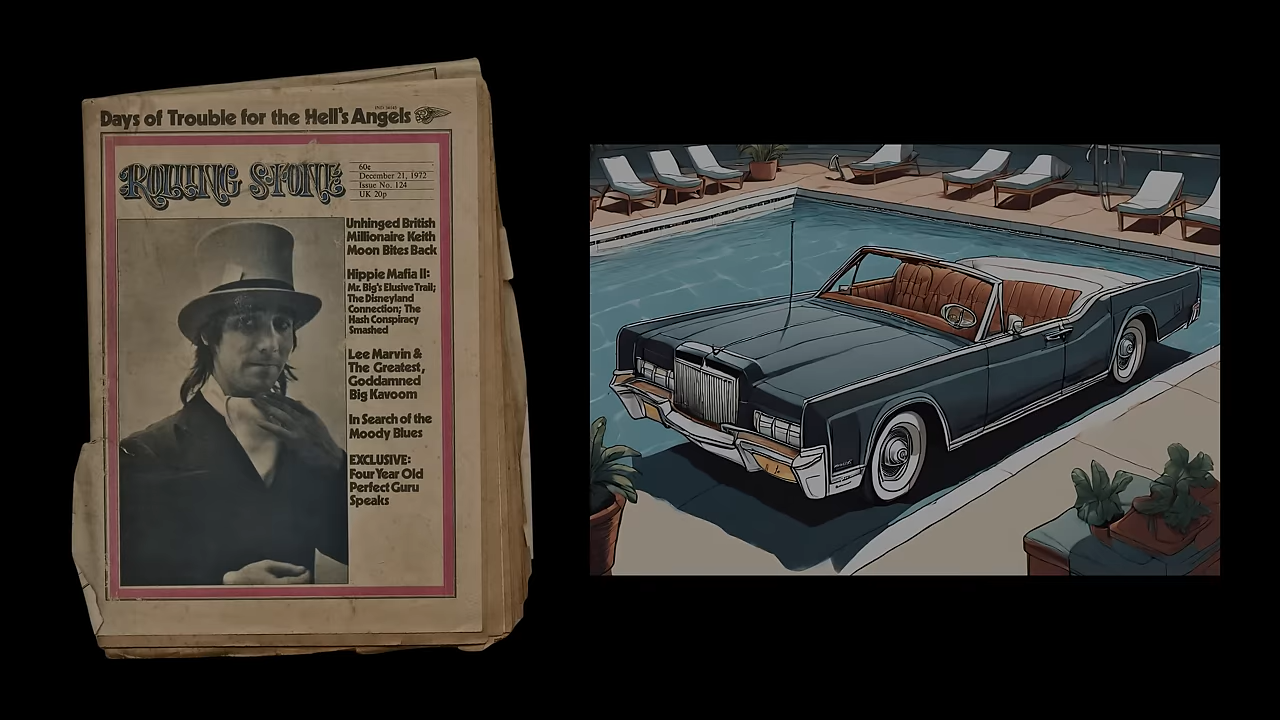 Days of Trouble for the Hell's Angels
ROLLING STONE
60¢
December 21, 1972
Issue No. 124
UK 20p
Unhinged British
Millionaire Keith
Moon Bites Back
Hippie Mafia II:
Mr. Big's Elusive Trail;
The Disneyland
Connection; The
Hash Conspiracy
Smashed
Lee Marvin &
The Greatest,
Goddamned
Big Kavoom
In Search of the
Moody Blues
EXCLUSIVE:
Four Year Old
Perfect Guru
Speaks